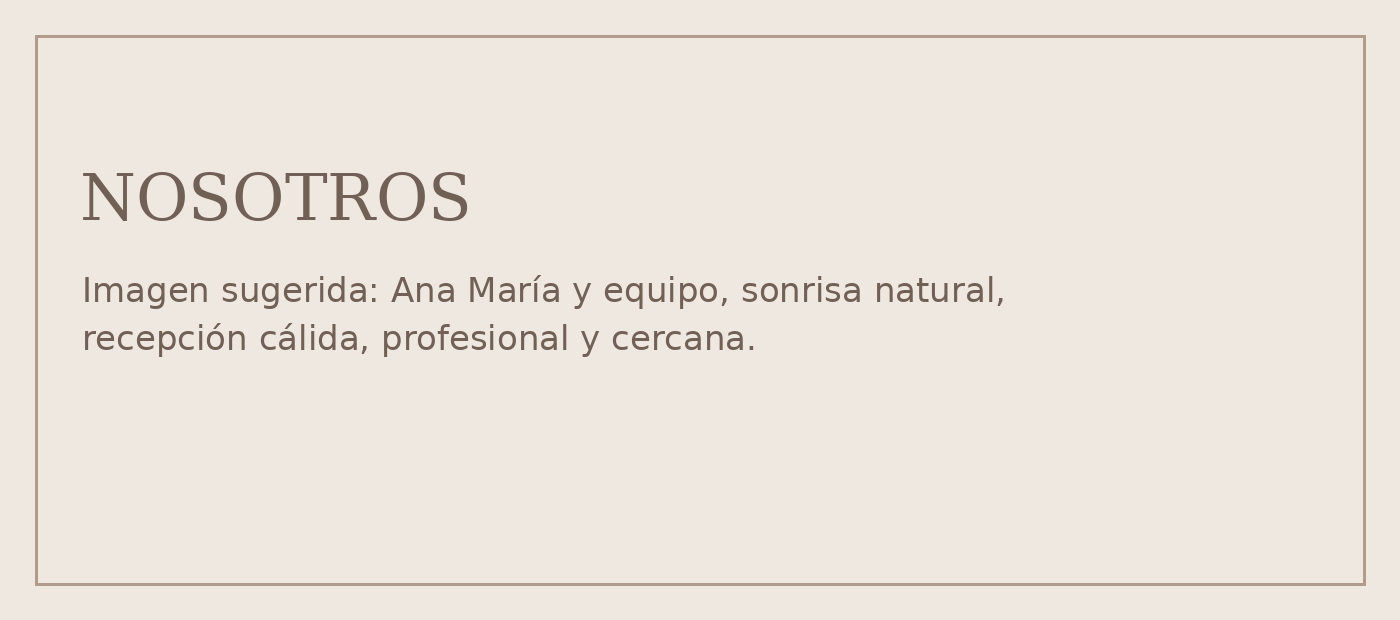 NOSOTROS
Imagen sugerida: Ana María y equipo, sonrisa natural,
recepción cálida, profesional y cercana.